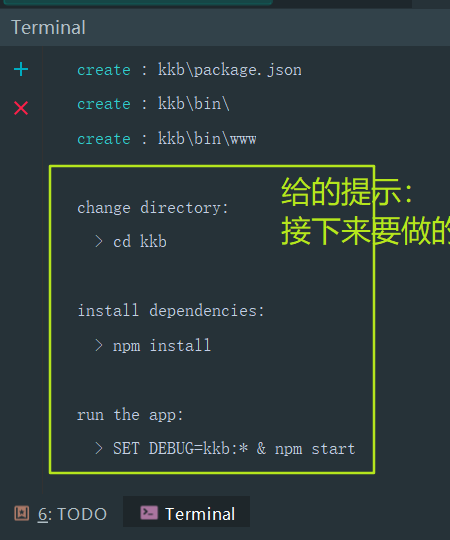 Terminal
create : kkb\package.json
create : kkb\bin\
create : kkb\bin\www
给的提示：
接下来要做的
change directory:
> cd kkb
install dependencies:
> npm install
run the app:
> SET DEBUG=kkb:* & npm start
6: TODO
Terminal